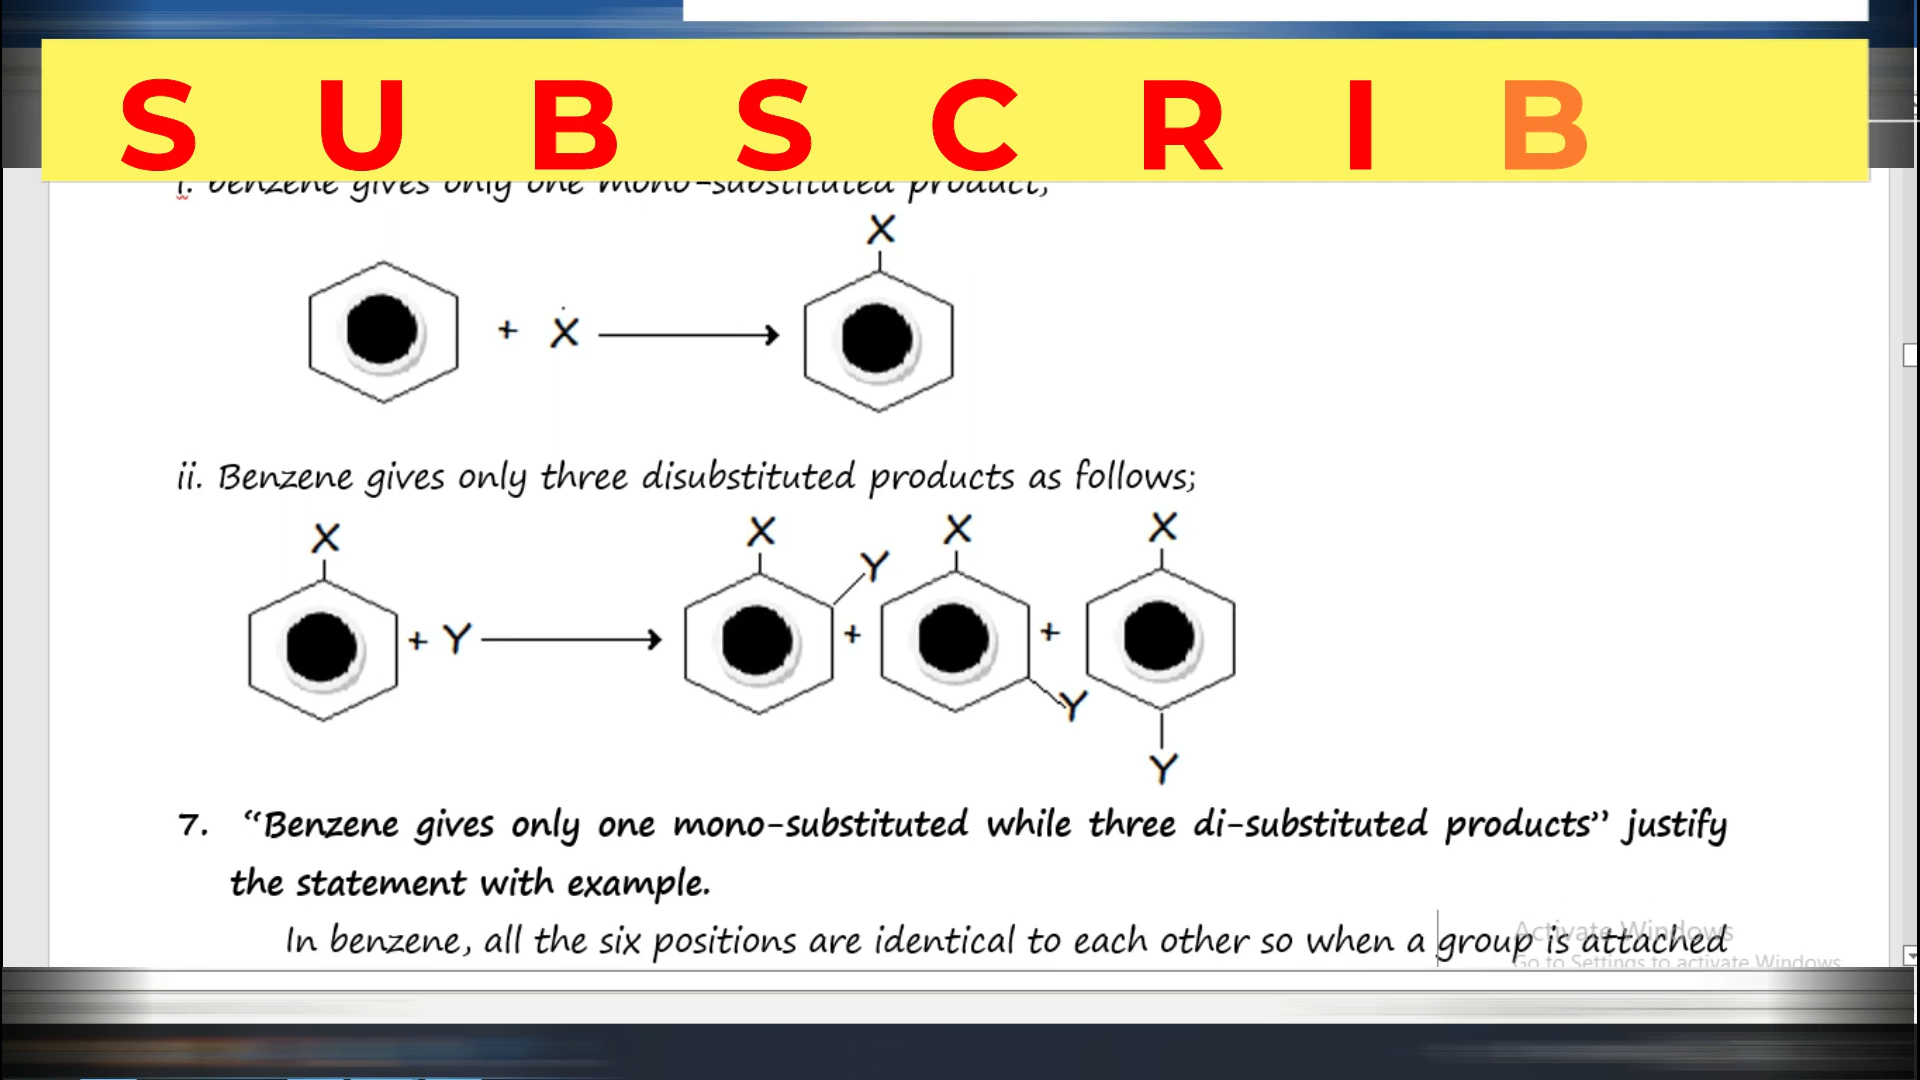 S U B S C R I B
i. benzene gives only one mono-substituted product;
X
+ X
ii. Benzene gives only three disubstituted products as follows;
X X X X
Y
+ Y + +
Y
Y
7. “Benzene gives only one mono-substituted while three di-substituted products” justify
the statement with example.
In benzene, all the six positions are identical to each other so when a group is attached
Activate Windows
Go to Settings to activate Windows.